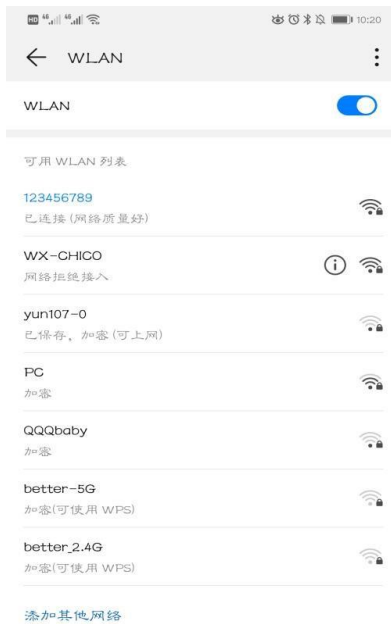 HD 4G 4G 10:20
WLAN
WLAN
可用 WLAN 列表
123456789
已连接 (网络质量好)
WX-CHICO
网络拒绝接入
yun107-0
已保存，加密 (可上网)
PC
加密
QQQbaby
加密
better-5G
加密(可使用 WPS)
better_2.4G
加密(可使用 WPS)
添加其他网络